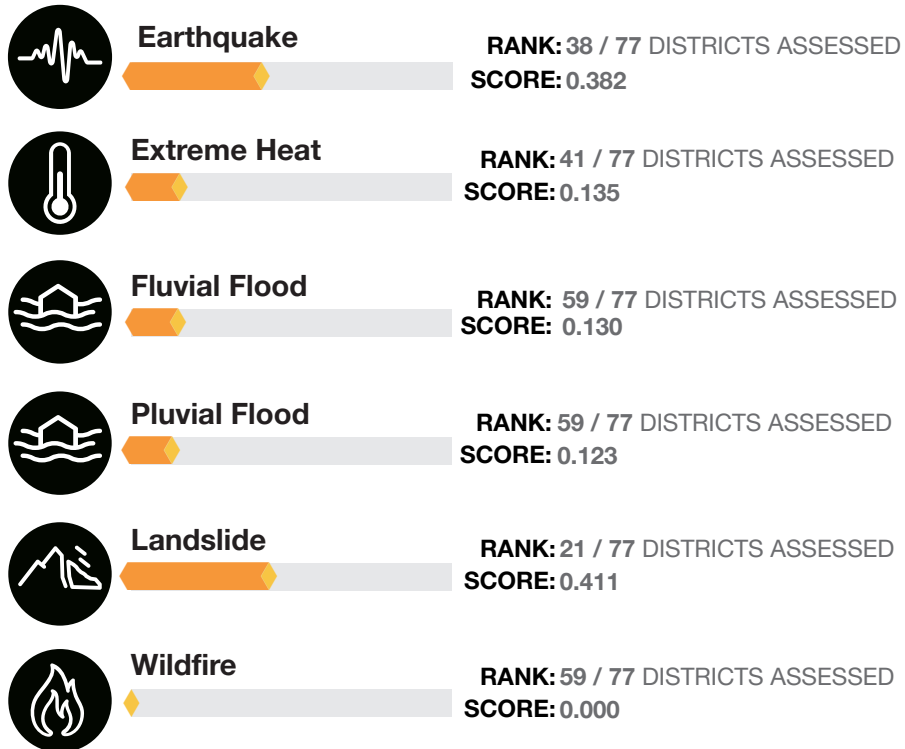 Earthquake
RANK: 38 / 77 DISTRICTS ASSESSED
SCORE: 0.382
Extreme Heat
RANK: 41 / 77 DISTRICTS ASSESSED
SCORE: 0.135
Fluvial Flood
RANK: 59 / 77 DISTRICTS ASSESSED
SCORE: 0.130
Pluvial Flood
RANK: 59 / 77 DISTRICTS ASSESSED
SCORE: 0.123
Landslide
RANK: 21 / 77 DISTRICTS ASSESSED
SCORE: 0.411
Wildfire
RANK: 59 / 77 DISTRICTS ASSESSED
SCORE: 0.000